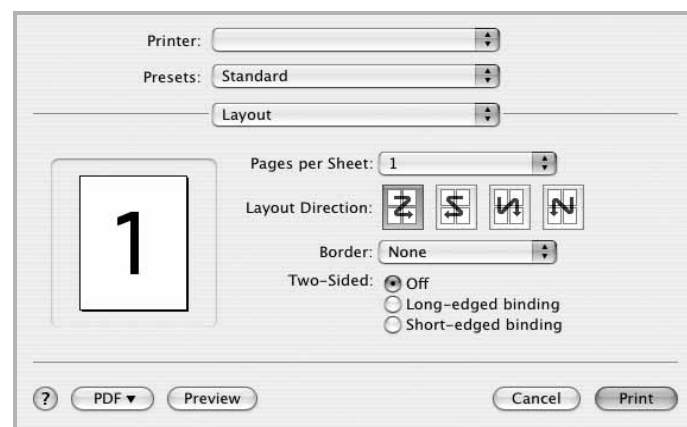 Printer:
Presets: Standard
Layout
Pages per Sheet: 1
1
Layout Direction:
Border: None
Two-Sided: Off
Long-edged binding
Short-edged binding
? PDF▼ Preview Cancel Print